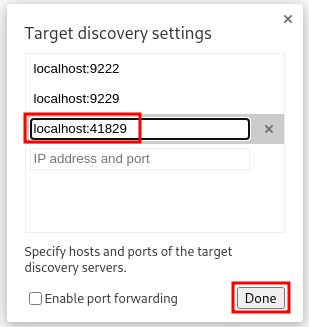 Target discovery settings
localhost:9222
localhost:9229
localhost:41829
IP address and port
Specify hosts and ports of the target
discovery servers.
Enable port forwarding
Done